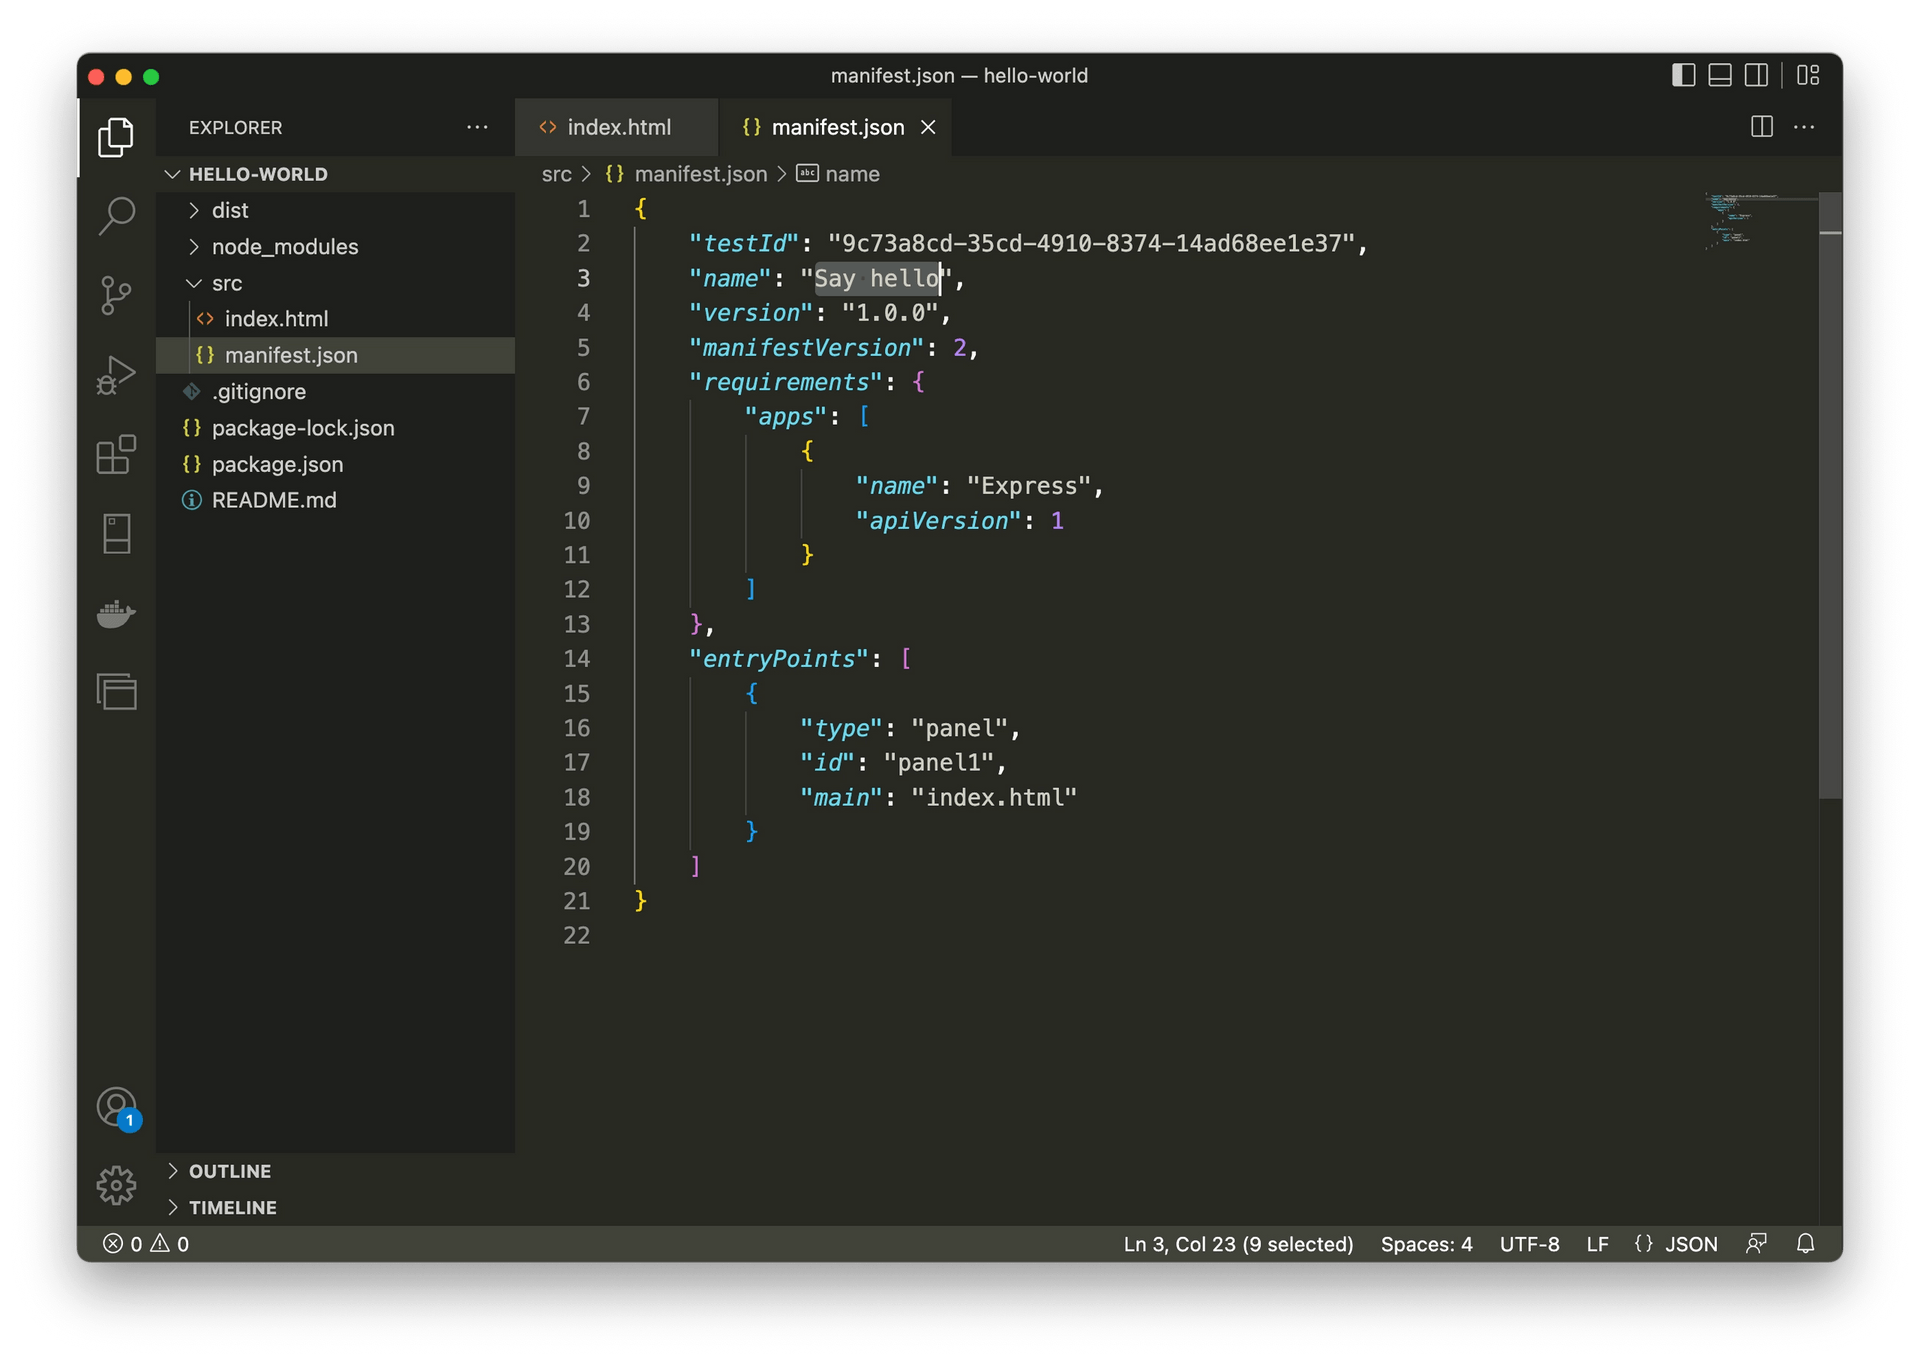 manifest.json — hello-world
EXPLORER
index.html
manifest.json
HELLO-WORLD
src > {} manifest.json > abc name
dist
node_modules
src
index.html
{} manifest.json
.gitignore
{} package-lock.json
{} package.json
README.md
1 {
2 "testId": "9c73a8cd-35cd-4910-8374-14ad68ee1e37",
3 "name": "Say hello",
4 "version": "1.0.0",
5 "manifestVersion": 2,
6 "requirements": {
7 "apps": [
8 {
9 "name": "Express",
10 "apiVersion": 1
11 }
12 ]
13 },
14 "entryPoints": [
15 {
16 "type": "panel",
17 "id": "panel1",
18 "main": "index.html"
19 }
20 ]
21 }
22
1
OUTLINE
TIMELINE
0 0
Ln 3, Col 23 (9 selected) Spaces: 4 UTF-8 LF {} JSON